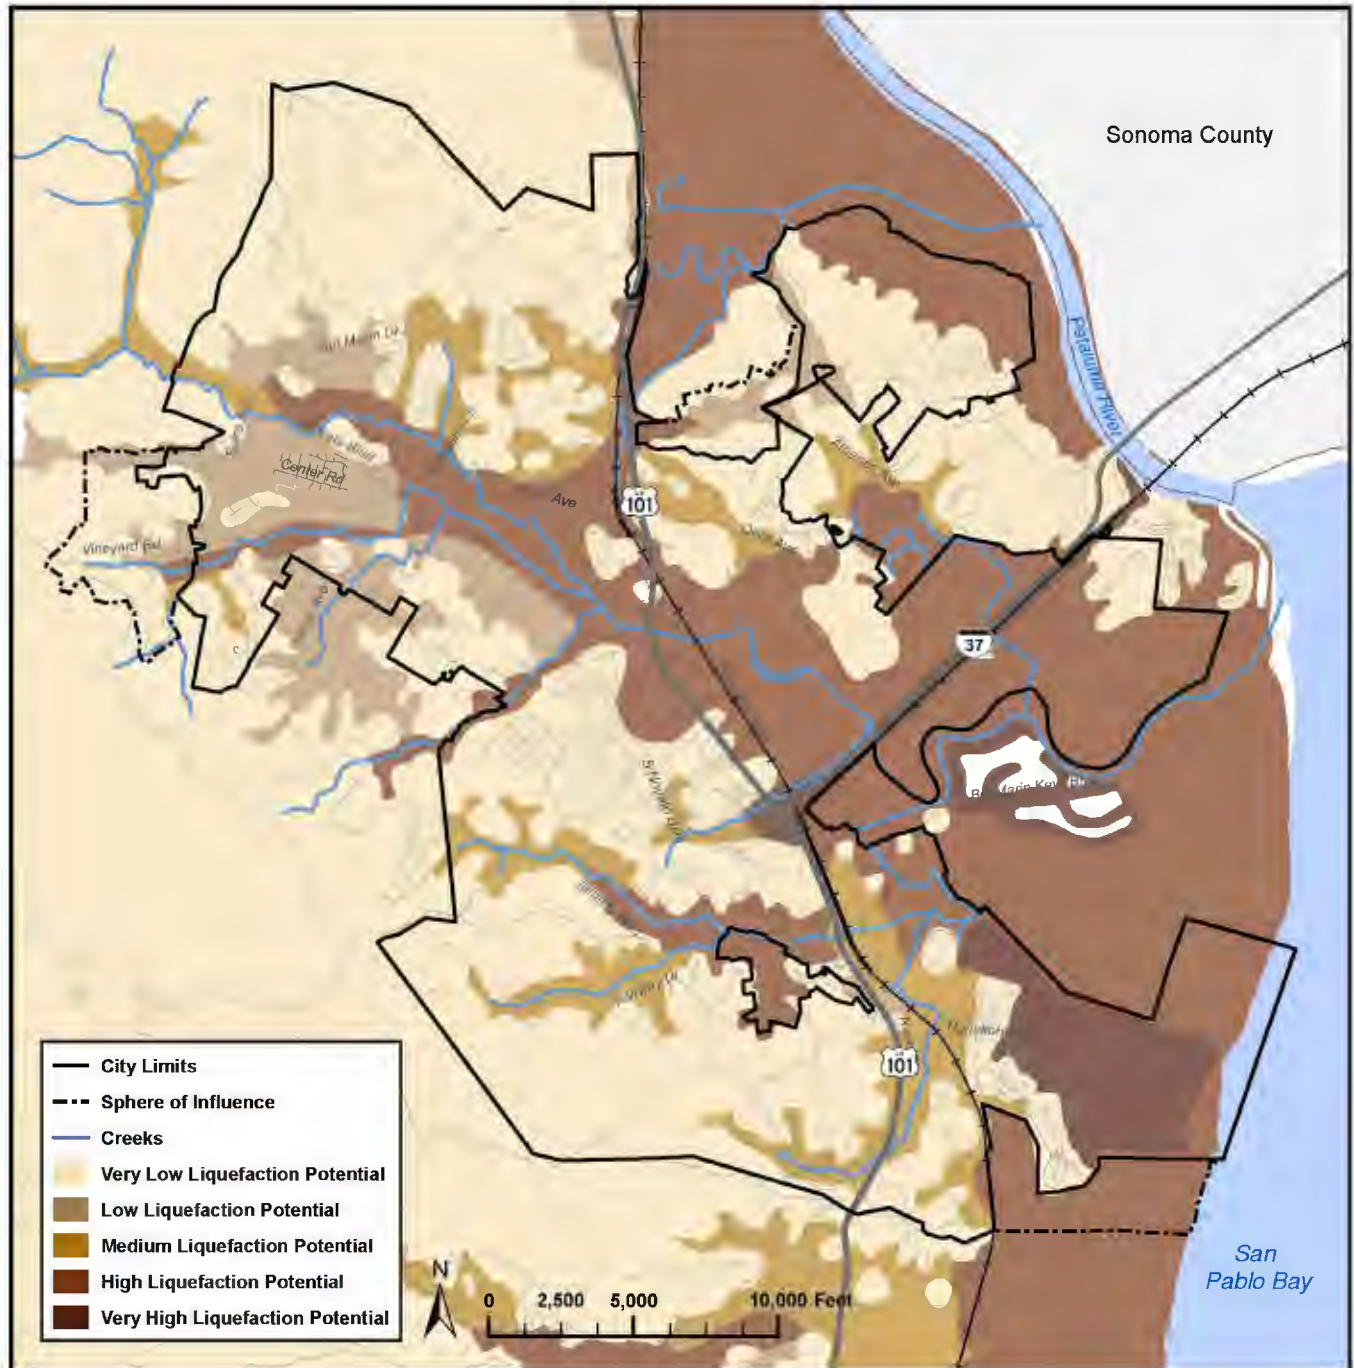 Sonoma County
Petaluma River
Center Rd
Ave
101
Vineyard Rd
37
101
San
Pablo Bay
City Limits
Sphere of Influence
Creeks
Very Low Liquefaction Potential
Low Liquefaction Potential
Medium Liquefaction Potential
High Liquefaction Potential
Very High Liquefaction Potential
N
0 2,500 5,000 10,000 Feet